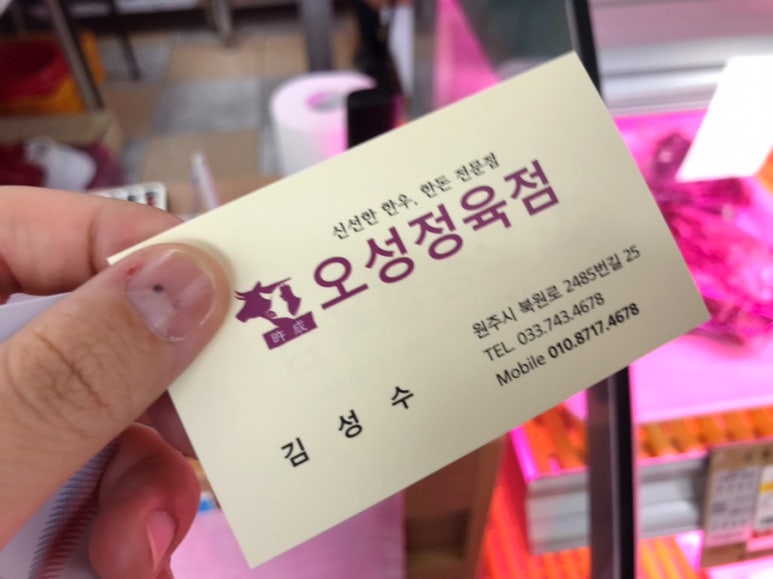 신선한 한우, 한돈 전문점
오성정육점
원주시 북원로 2485번길 25
TEL. 033.743.4678
Mobile 010.8717.4678
김 성 수